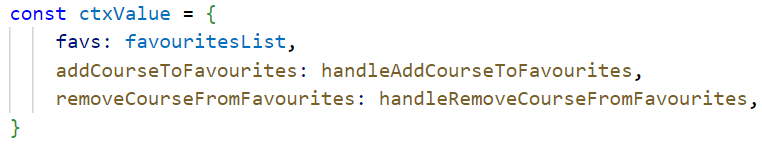 const ctxValue = {
    favs: favouritesList,
    addCourseToFavourites: handleAddCourseToFavourites,
    removeCourseFromFavourites: handleRemoveCourseFromFavourites,
}